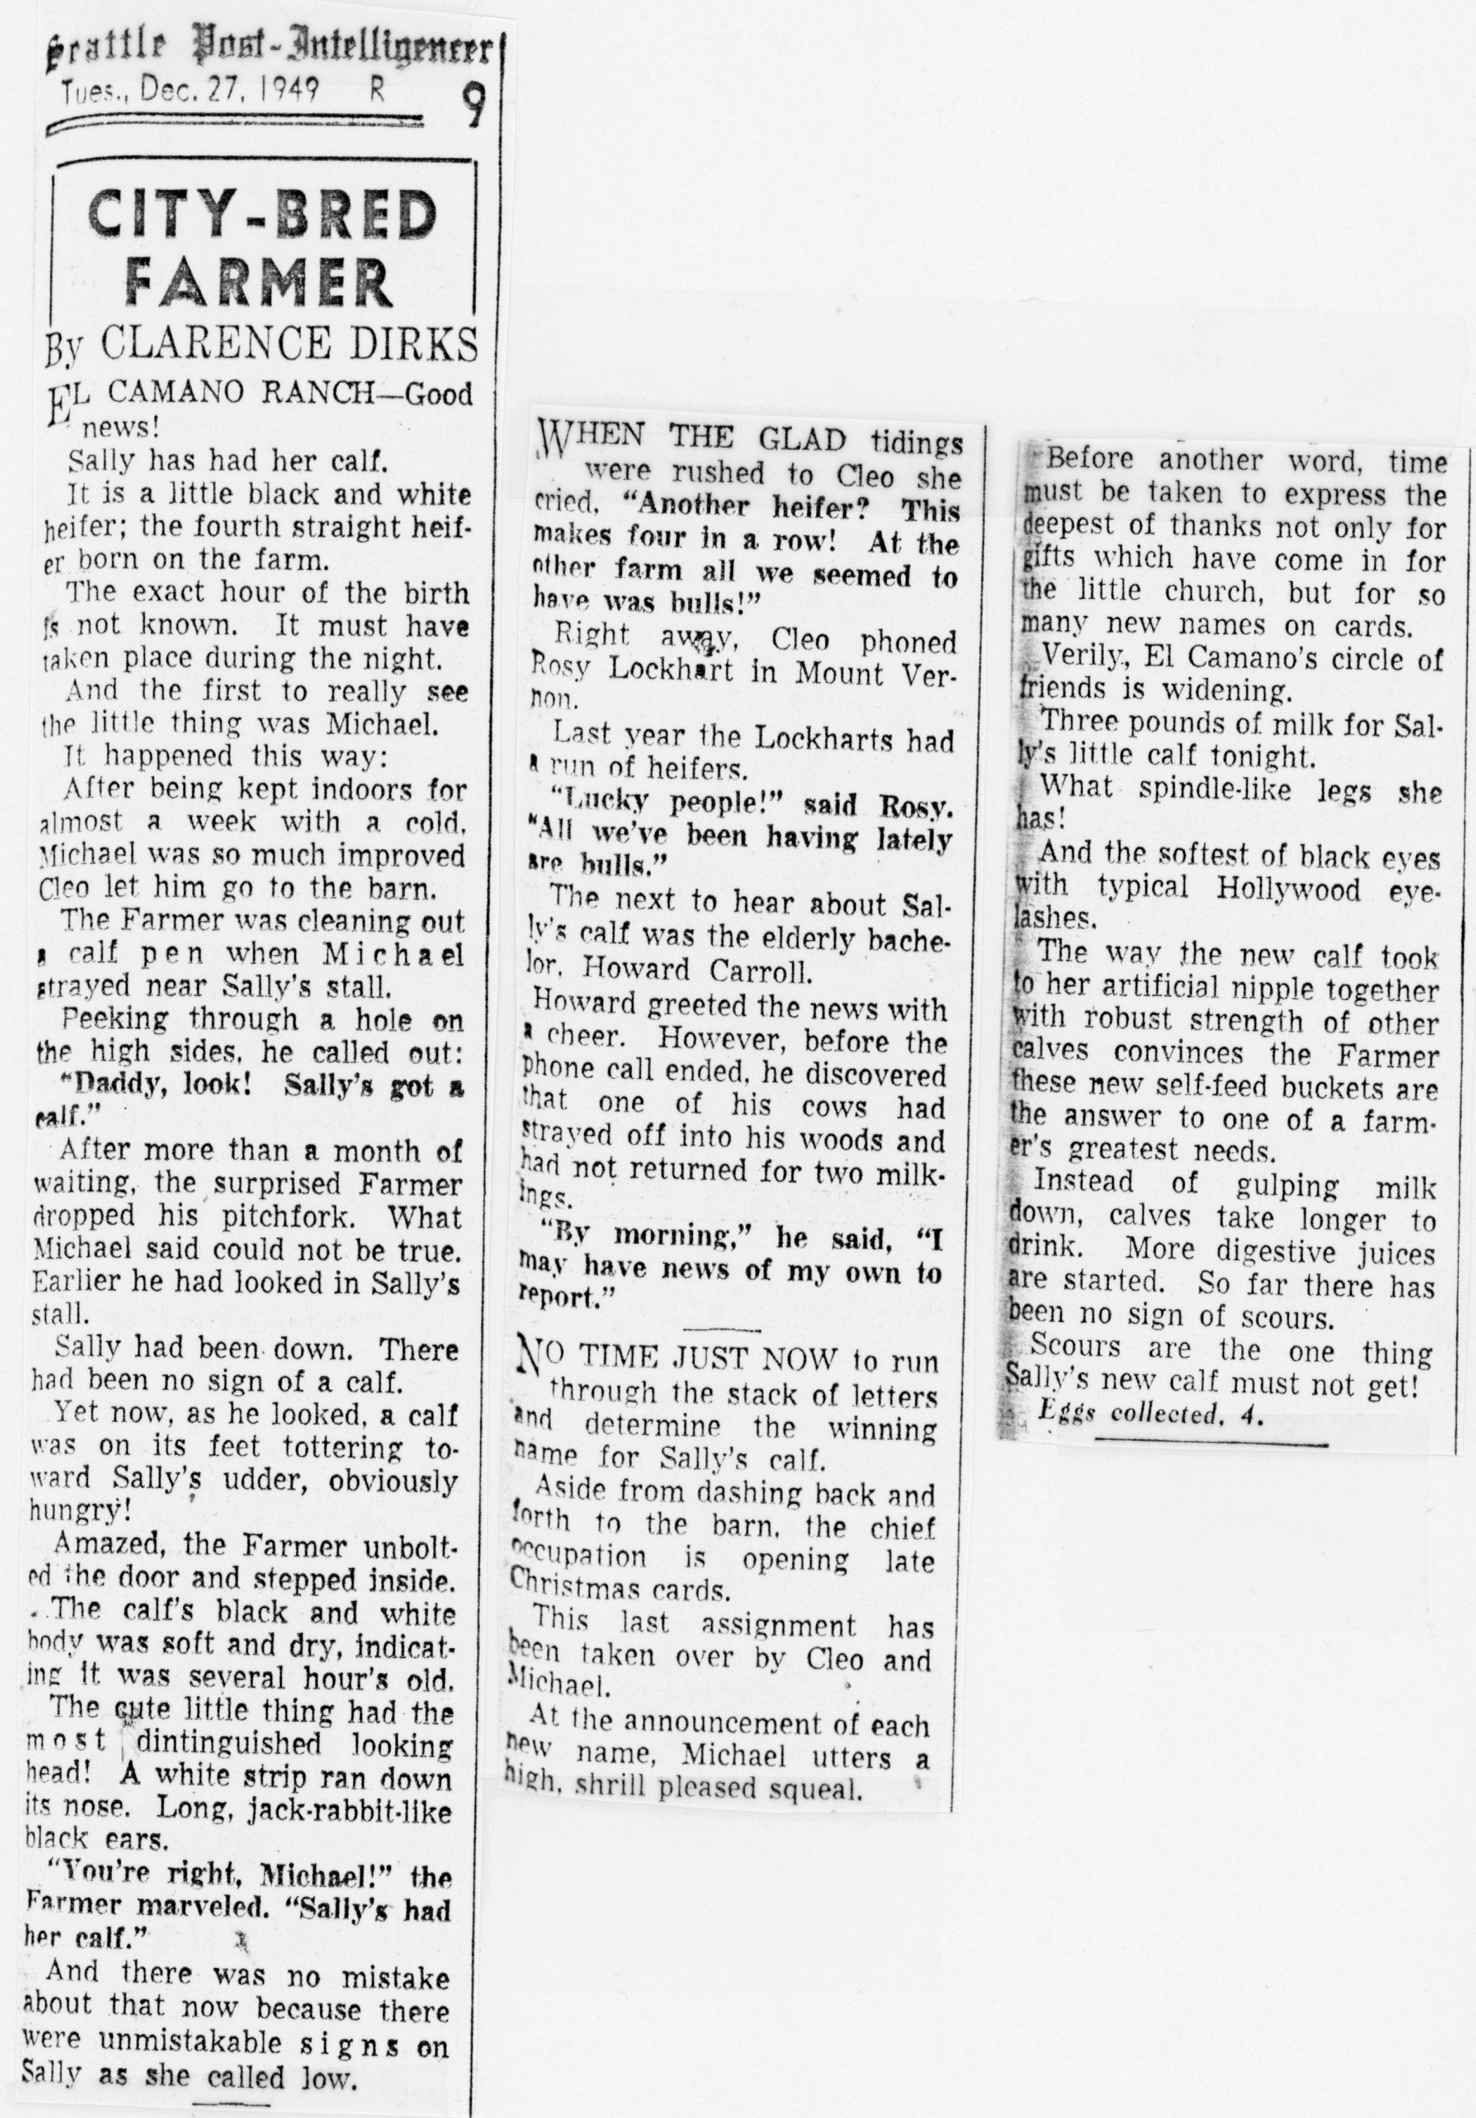 Seattle Post-Intelligencer
Tues., Dec. 27, 1949 R 9
CITY-BRED
FARMER
By CLARENCE DIRKS
EL CAMANO RANCH—Good
news!
Sally has had her calf.
It is a little black and white
heifer; the fourth straight heif-
er born on the farm.
The exact hour of the birth
is not known. It must have
taken place during the night.
And the first to really see
the little thing was Michael.
It happened this way:
After being kept indoors for
almost a week with a cold,
Michael was so much improved
Cleo let him go to the barn.
The Farmer was cleaning out
a calf pen when Michael
strayed near Sally's stall.
Peeking through a hole on
the high sides, he called out:
"Daddy, look! Sally's got a
calf."
After more than a month of
waiting, the surprised Farmer
dropped his pitchfork. What
Michael said could not be true.
Earlier he had looked in Sally's
stall.
Sally had been down. There
had been no sign of a calf.
Yet now, as he looked, a calf
was on its feet tottering to-
ward Sally's udder, obviously
hungry!
Amazed, the Farmer unbolt-
ed the door and stepped inside.
The calf's black and white
body was soft and dry, indicat-
ing it was several hour's old.
The cute little thing had the
most dintinguished looking
head! A white strip ran down
its nose. Long, jack-rabbit-like
black ears.
"You're right, Michael!" the
Farmer marveled. "Sally's had
her calf."
And there was no mistake
about that now because there
were unmistakable signs on
Sally as she called low.
WHEN THE GLAD tidings
were rushed to Cleo she
cried, "Another heifer? This
makes four in a row! At the
other farm all we seemed to
have was bulls!"
Right away, Cleo phoned
Rosy Lockhart in Mount Ver-
non.
Last year the Lockharts had
a run of heifers.
"Lucky people!" said Rosy.
"All we've been having lately
are bulls."
The next to hear about Sal-
ly's calf was the elderly bache-
lor, Howard Carroll.
Howard greeted the news with
a cheer. However, before the
phone call ended, he discovered
that one of his cows had
strayed off into his woods and
had not returned for two milk-
ings.
"By morning," he said, "I
may have news of my own to
report."
NO TIME JUST NOW to run
through the stack of letters
and determine the winning
name for Sally's calf.
Aside from dashing back and
forth to the barn, the chief
occupation is opening late
Christmas cards.
This last assignment has
been taken over by Cleo and
Michael.
At the announcement of each
new name, Michael utters a
high, shrill pleased squeal.
Before another word, time
must be taken to express the
deepest of thanks not only for
gifts which have come in for
the little church, but for so
many new names on cards.
Verily, El Camano's circle of
friends is widening.
Three pounds of milk for Sal-
ly's little calf tonight.
What spindle-like legs she
has!
And the softest of black eyes
with typical Hollywood eye-
lashes.
The way the new calf took
to her artificial nipple together
with robust strength of other
calves convinces the Farmer
these new self-feed buckets are
the answer to one of a farm-
er's greatest needs.
Instead of gulping milk
down, calves take longer to
drink. More digestive juices
are started. So far there has
been no sign of scours.
Scours are the one thing
Sally's new calf must not get!
Eggs collected, 4.